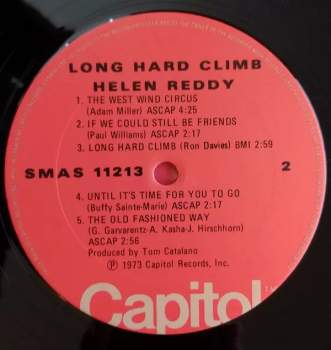 LONG HARD CLIMB
HELEN REDDY
1. THE WEST WIND CIRCUS
(Adam Miller) ASCAP 4:25
2. IF WE COULD STILL BE FRIENDS
(Paul Williams) ASCAP 2:17
3. LONG HARD CLIMB (Ron Davies) BMI 2:59
SMAS 11213
2
4. UNTIL IT'S TIME FOR YOU TO GO
(Buffy Sainte-Marie) ASCAP 2:17
5. THE OLD FASHIONED WAY
(G. Garvarentz-A. Kasha-J. Hirschhorn)
ASCAP 2:56
Produced by Tom Catalano
Ⓟ 1973 Capitol Records, Inc.
Capitol